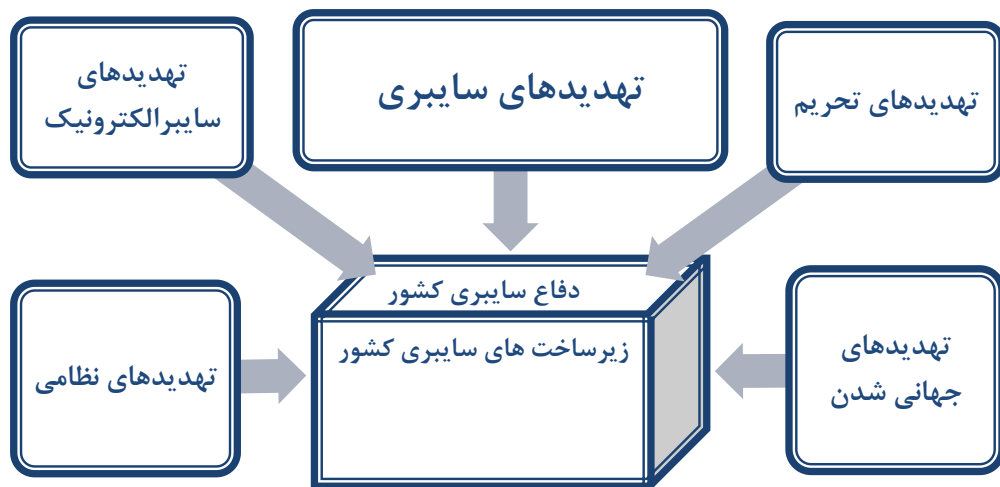 تهدیدهای تحریم
تهدیدهای سایبری
تهدیدهای
سایبرالکترونیک
دفاع سایبری کشور
زیرساخت های سایبری کشور
تهدیدهای
جهانی شدن
تهدیدهای نظامی